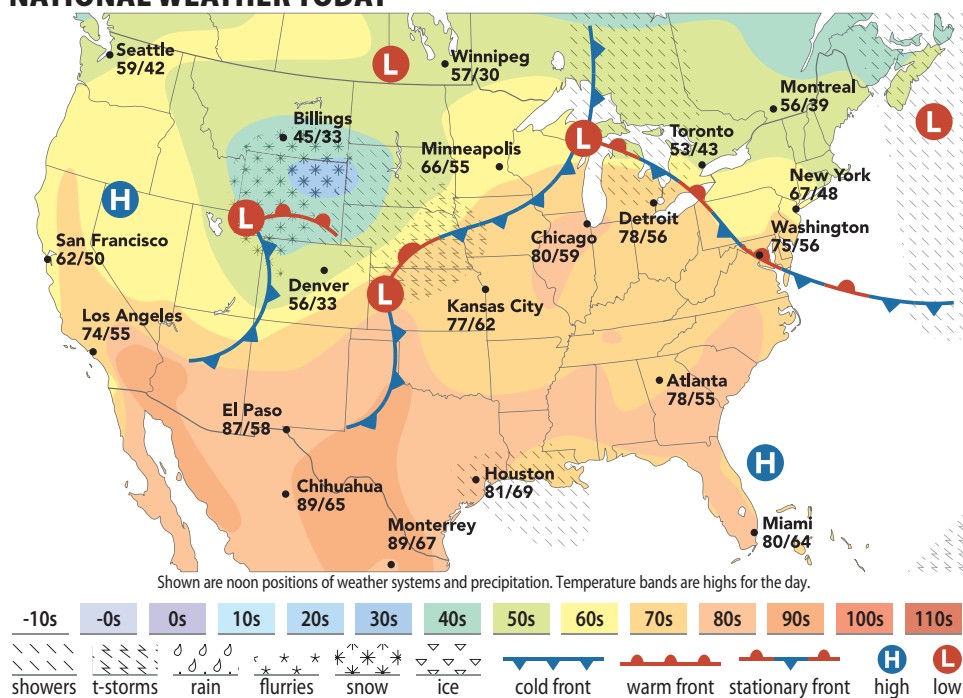 NATIONAL WEATHER TODAY
Seattle
59/42
L
Winnipeg
57/30
Billings
45/33
Minneapolis
66/55
L
Toronto
53/43
Montreal
56/39
L
New York
67/48
H
L
San Francisco
62/50
Denver
56/33
L
Chicago
80/59
Detroit
78/56
Washington
75/56
Kansas City
77/62
Los Angeles
74/55
Atlanta
78/55
El Paso
87/58
Chihuahua
89/65
Houston
81/69
H
Monterrey
89/67
Miami
80/64
Shown are noon positions of weather systems and precipitation. Temperature bands are highs for the day.
-10s -0s 0s 10s 20s 30s 40s 50s 60s 70s 80s 90s 100s 110s
H L
showers t-storms rain flurries snow ice cold front warm front stationary front high low